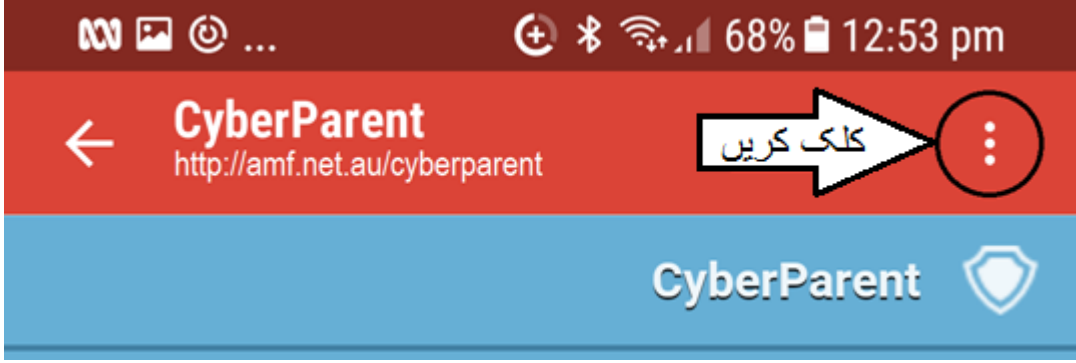 ... 68% 12:53 pm
CyberParent
http://amf.net.au/cyberparent
کلک کریں
CyberParent